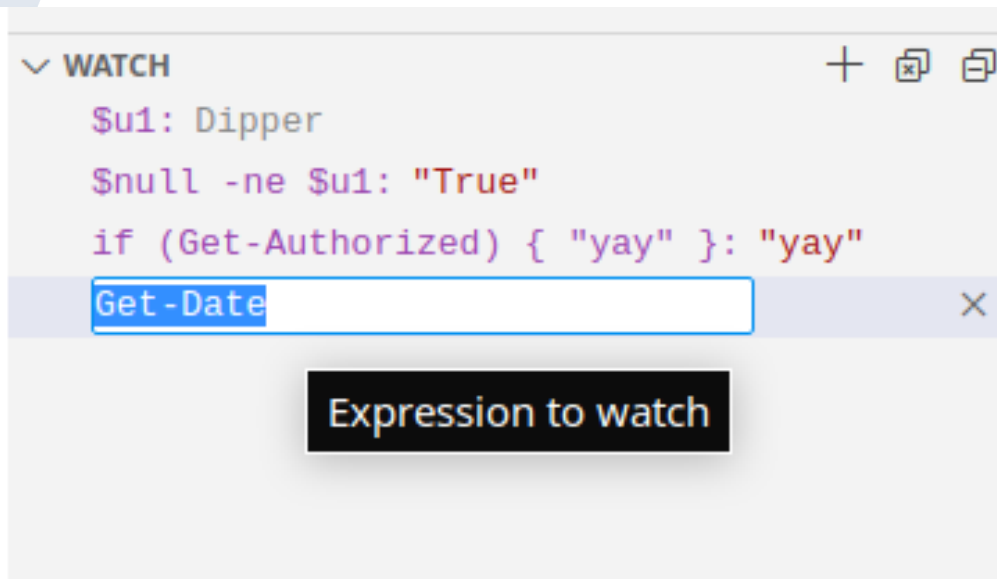 WATCH
$u1: Dipper
$null -ne $u1: "True"
if (Get-Authorized) { "yay" }: "yay"
Get-Date
Expression to watch